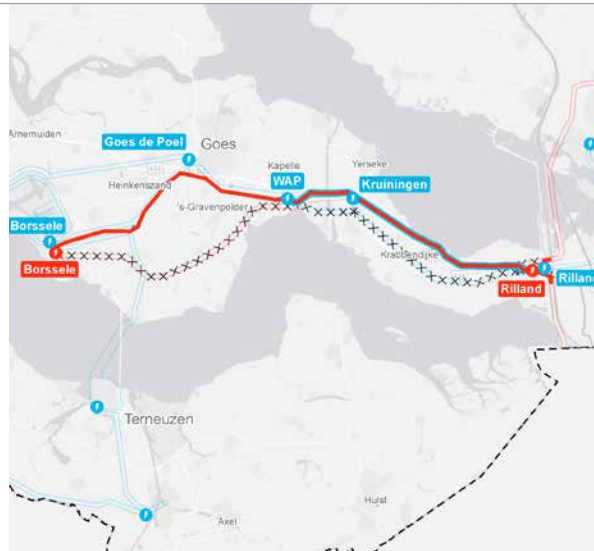 Arnemuiden
Goes de Poel
Goes
Heinkenszand
Kapelle
Yerseke
WAP
Kruiningen
's-Gravenpolder
Borssele
Borssele
Krabbendijke
Rilland
Rilland
Terneuzen
Axel
Hulst